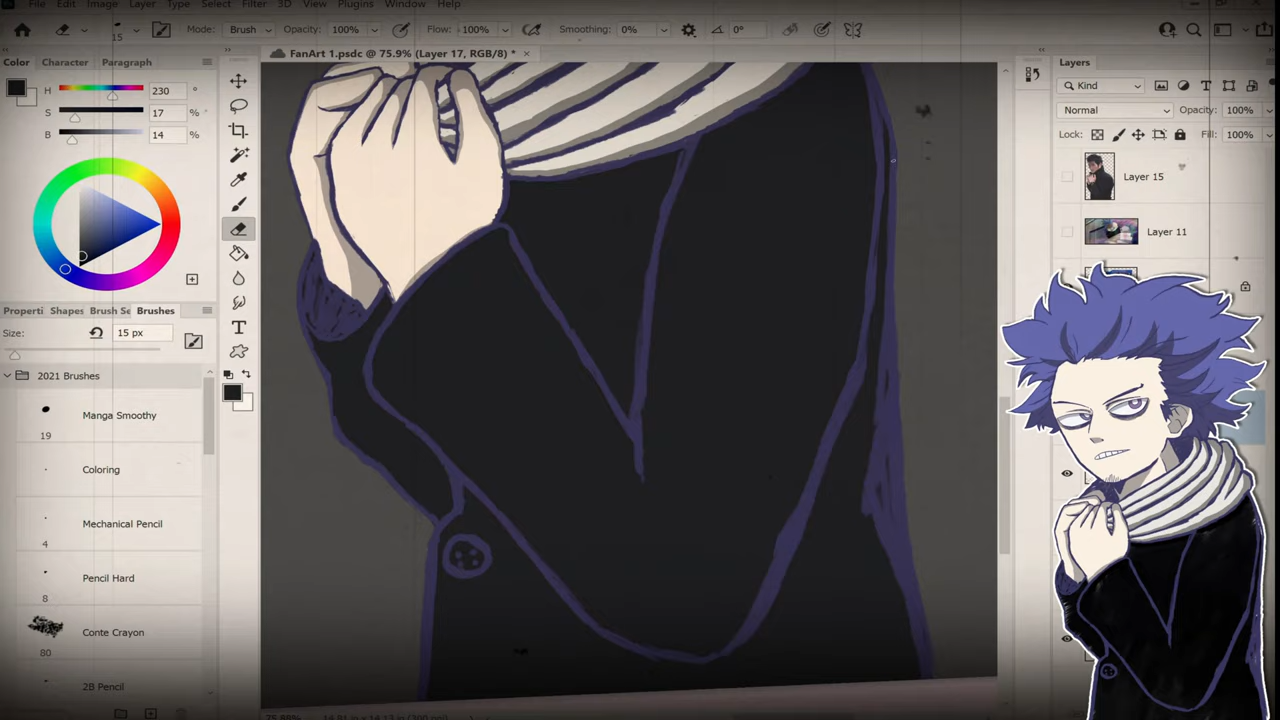 File Edit Image Layer Type Select Filter 3D View Plugins Window Help
15 Mode: Brush Opacity: 100% Flow: 100% Smoothing: 0% 0°
FanArt 1.psdc @ 75.9% (Layer 17, RGB/8) * ×
Color Character Paragraph
H 230 °
S 17 %
B 14 %
Properti Shapes Brush Se Brushes
Size: 15 px
2021 Brushes
Manga Smoothy
19
Coloring
Mechanical Pencil
4
Pencil Hard
8
Conte Crayon
80
2B Pencil
Layers
Kind
Normal Opacity: 100%
Lock: Fill: 100%
Layer 15
Layer 11